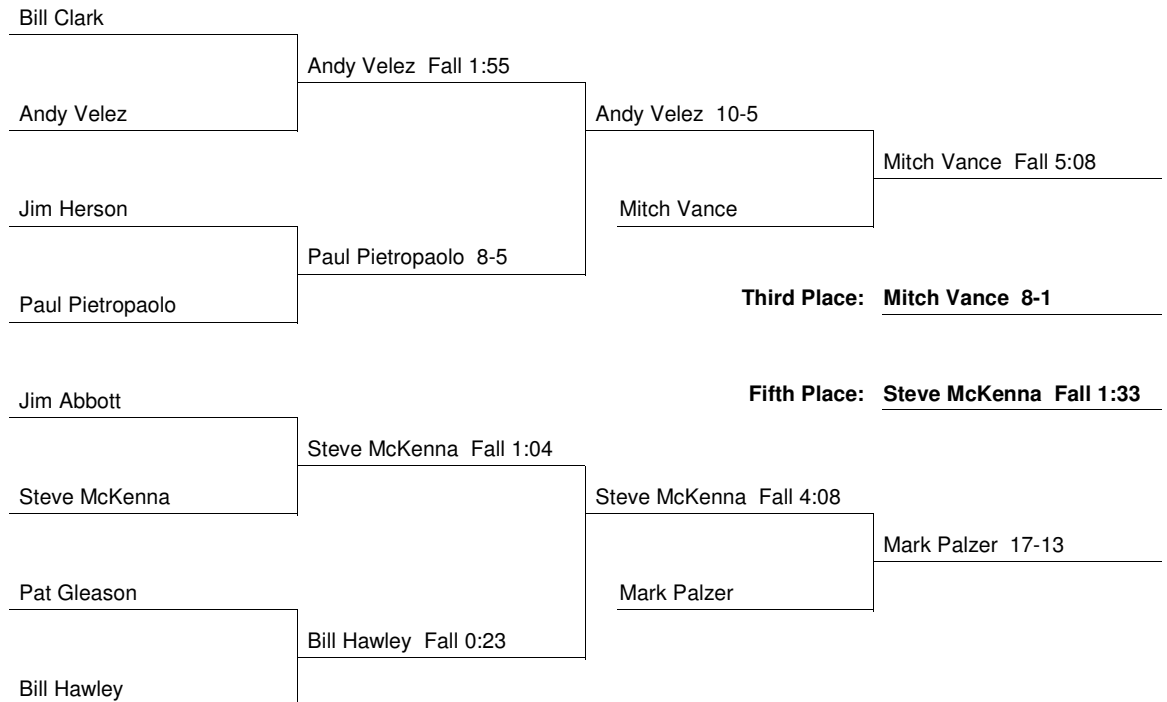 Bill Clark
Andy Velez  Fall 1:55
Andy Velez
Andy Velez  10-5
Mitch Vance  Fall 5:08
Jim Herson
Mitch Vance
Paul Pietropaolo  8-5
Paul Pietropaolo
Third Place:  Mitch Vance  8-1
Jim Abbott
Fifth Place:  Steve McKenna  Fall 1:33
Steve McKenna  Fall 1:04
Steve McKenna
Steve McKenna  Fall 4:08
Mark Palzer  17-13
Pat Gleason
Mark Palzer
Bill Hawley  Fall 0:23
Bill Hawley